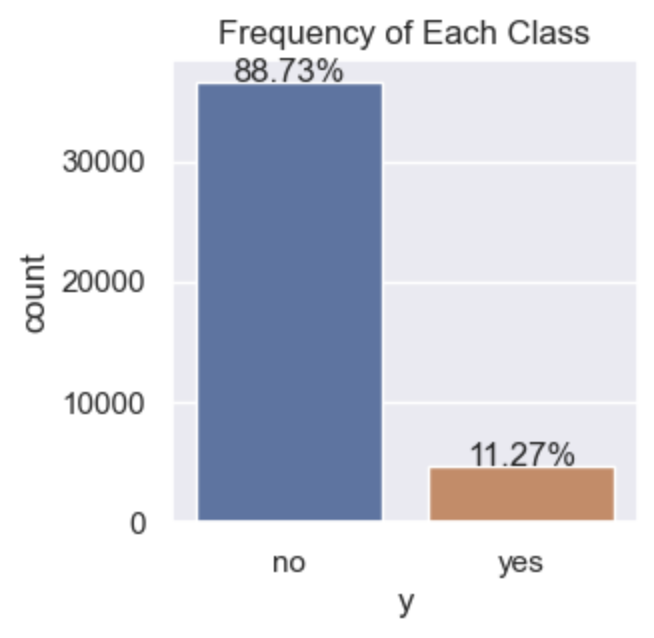 Frequency of Each Class
88.73%
30000
20000
10000
0
count
11.27%
no yes
y